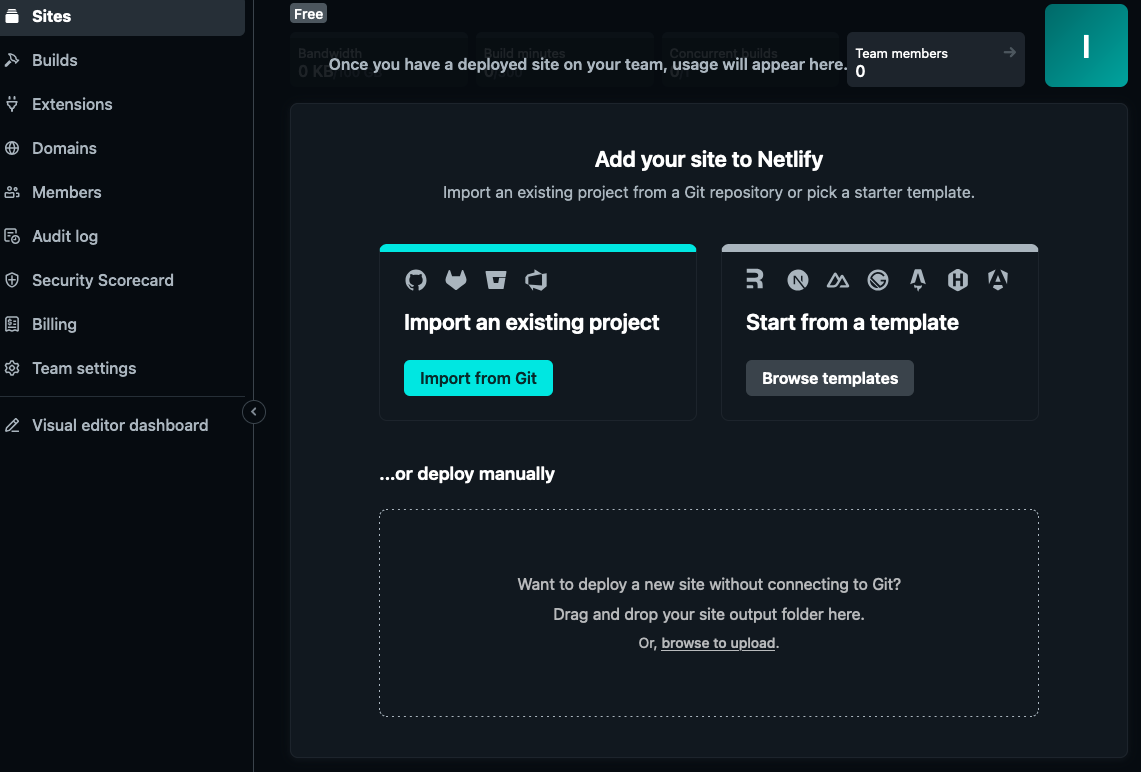 Sites
Builds
Extensions
Domains
Members
Audit log
Security Scorecard
Billing
Team settings
Visual editor dashboard
Free
Bandwidth
0 KB
Build minutes
Concurrent builds
Once you have a deployed site on your team, usage will appear here.
Team members
0
I
Add your site to Netlify
Import an existing project from a Git repository or pick a starter template.
Import an existing project
Import from Git
Start from a template
Browse templates
...or deploy manually
Want to deploy a new site without connecting to Git?
Drag and drop your site output folder here.
Or, browse to upload.